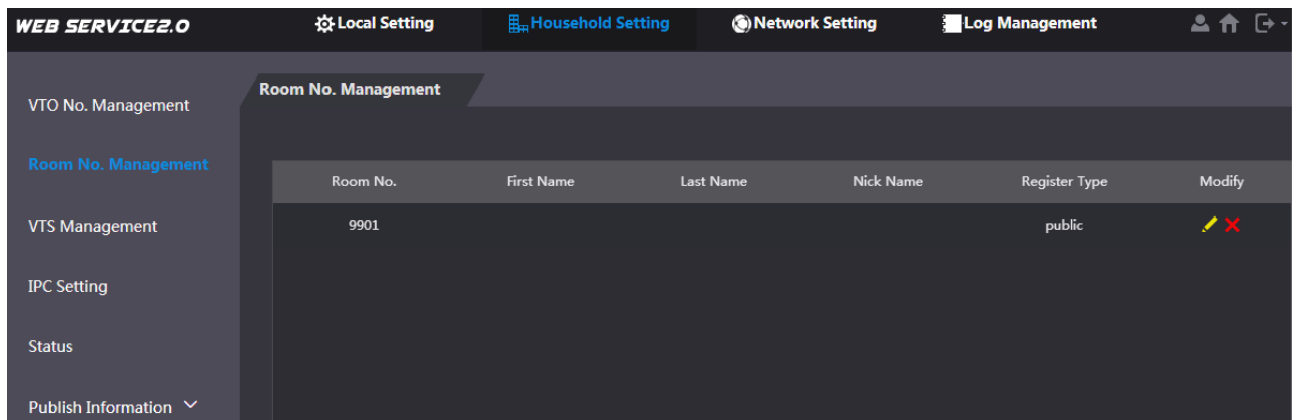 WEB SERVICE2.0 Local Setting Household Setting Network Setting Log Management
Room No. Management
VTO No. Management
Room No. Management
VTS Management
IPC Setting
Status
Publish Information
Room No. First Name Last Name Nick Name Register Type Modify
9901 public